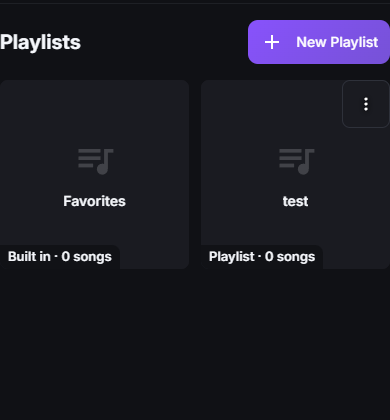 Playlists
New Playlist
Favorites
test
Built in · 0 songs
Playlist · 0 songs